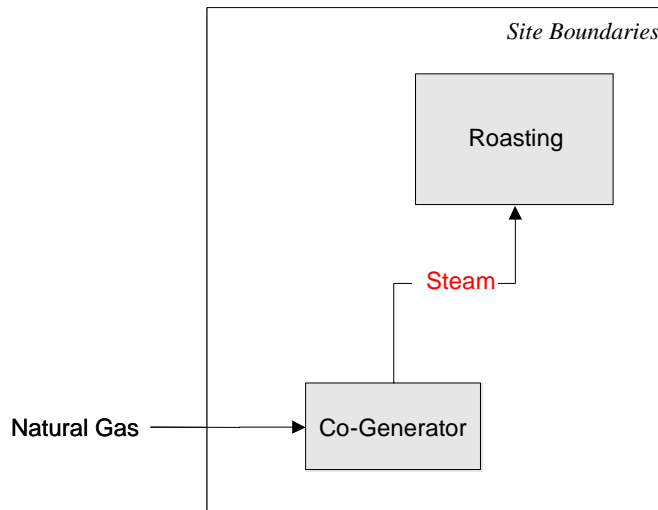 Site Boundaries
Roasting
Steam
Natural Gas
Co-Generator